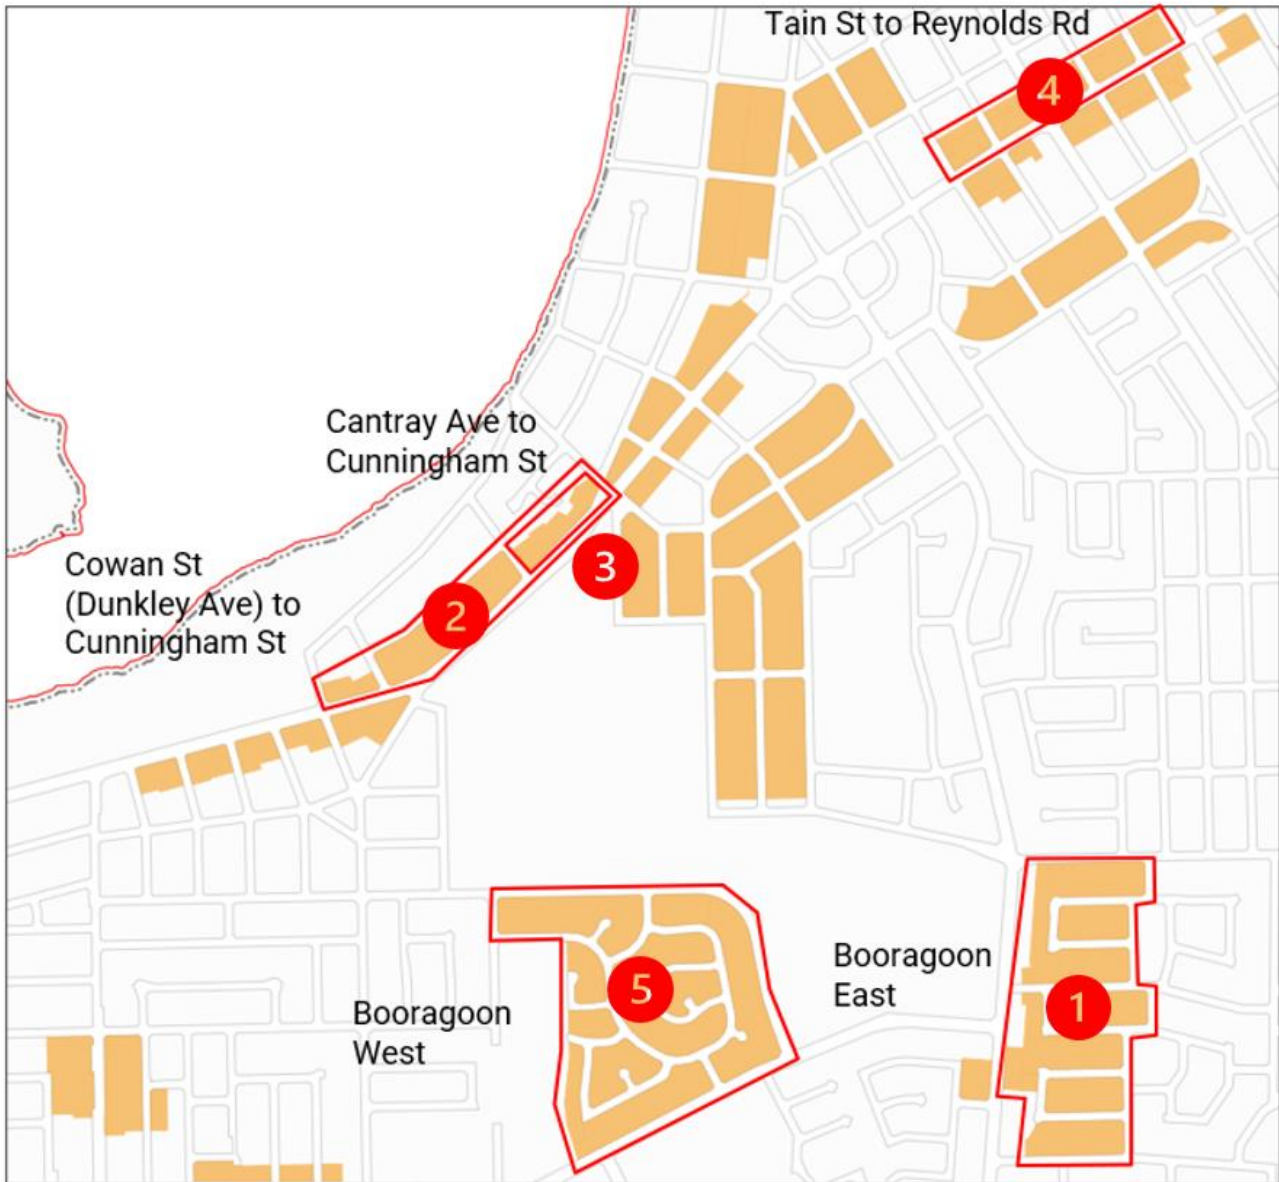 Tain St to Reynolds Rd
4
Cantray Ave to
Cunningham St
3
Cowan St
(Dunkley Ave) to
Cunningham St
2
Booragoon
East
1
5
Booragoon
West